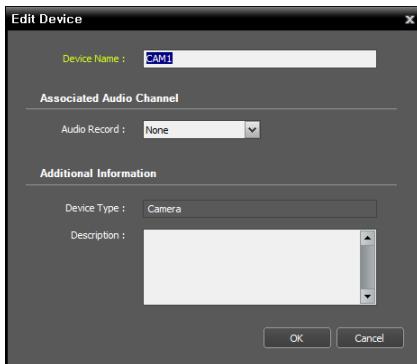 Edit Device x
Device Name : CAM1
Associated Audio Channel
Audio Record : None
Additional Information
Device Type : Camera
Description :
OK Cancel